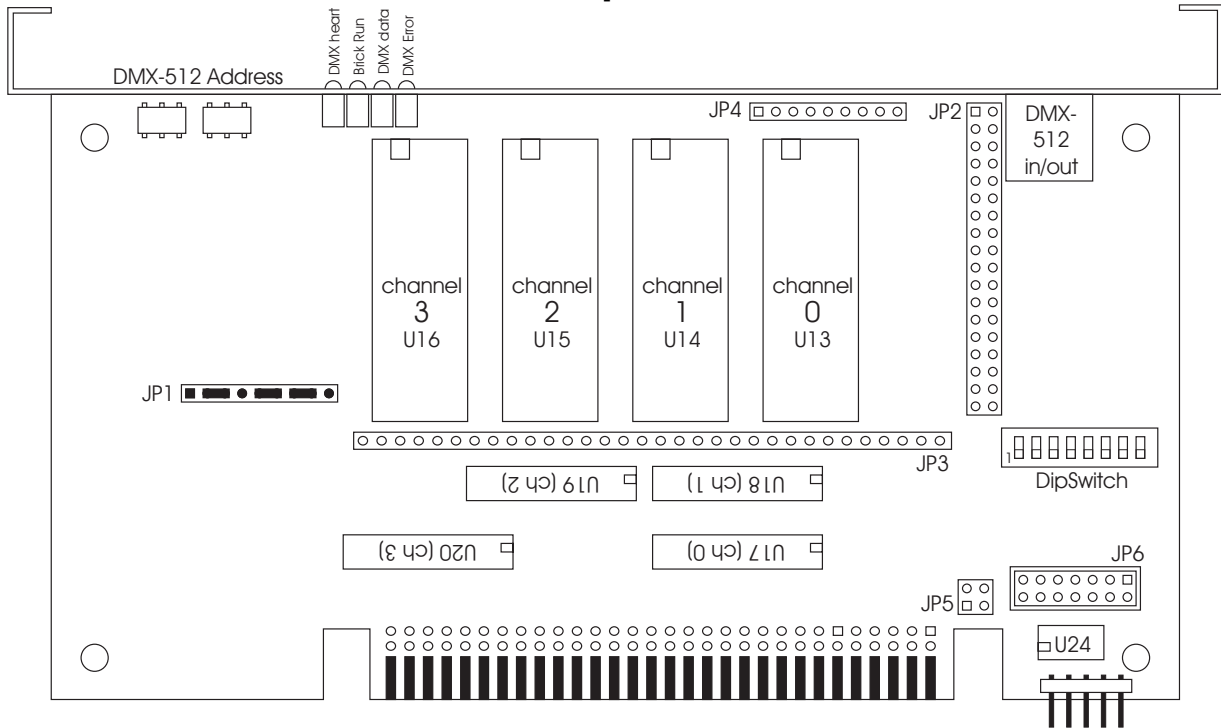 DMX heart
Brick Run
DMX data
DMX Error
DMX-512 Address
JP4
JP2
DMX-
512
in/out
channel
3
U16
channel
2
U15
channel
1
U14
channel
0
U13
JP1
JP3
1
DipSwitch
U19 (ch 2)
U18 (ch 1)
U20 (ch 3)
U17 (ch 0)
JP6
JP5
U24